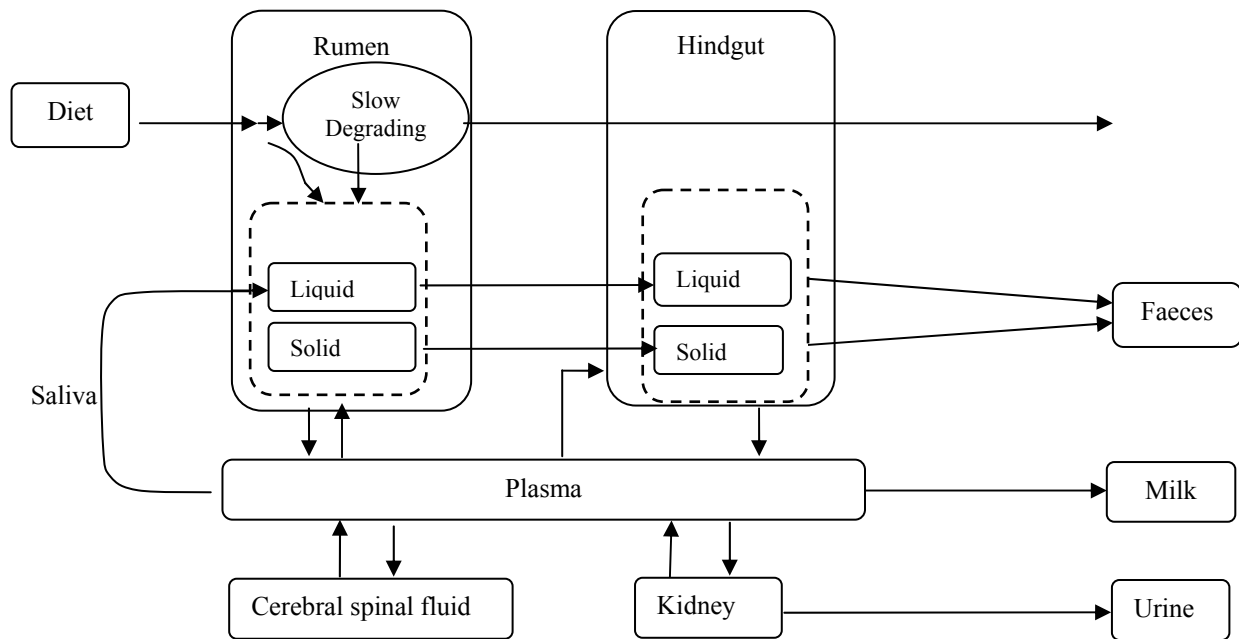 Rumen
Hindgut
Diet
Slow
Degrading
Liquid
Solid
Liquid
Solid
Faeces
Saliva
Plasma
Milk
Cerebral spinal fluid
Kidney
Urine